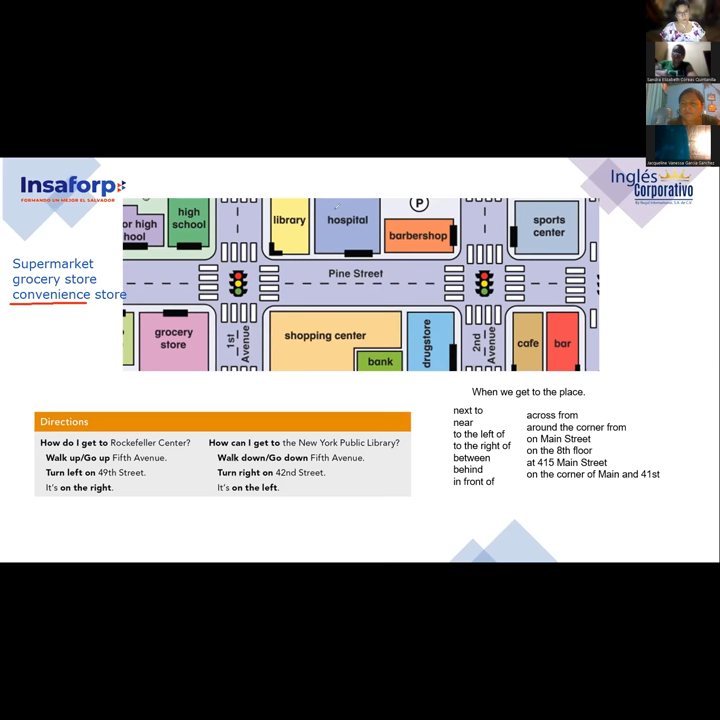 Sandra Elizabeth Corcas Quintanilla
Jacqueline Vanessa Garcia Sanchez
Insaforp
FORMANDO UN MEJOR EL SALVADOR
Inglés
Corporativo
Supermarket
grocery store
convenience store
or high
hool
high
school
library
hospital
P
barbershop
sports
center
Pine Street
grocery
store
1st
Avenue
shopping center
bank
drugstore
2nd
Avenue
cafe
bar
When we get to the place.
next to
near
to the left of
to the right of
between
behind
in front of
across from
around the corner from
on Main Street
on the 8th floor
at 415 Main Street
on the corner of Main and 41st
Directions
How do I get to Rockefeller Center?
Walk up/Go up Fifth Avenue.
Turn left on 49th Street.
It's on the right.
How can I get to the New York Public Library?
Walk down/Go down Fifth Avenue.
Turn right on 42nd Street.
It's on the left.